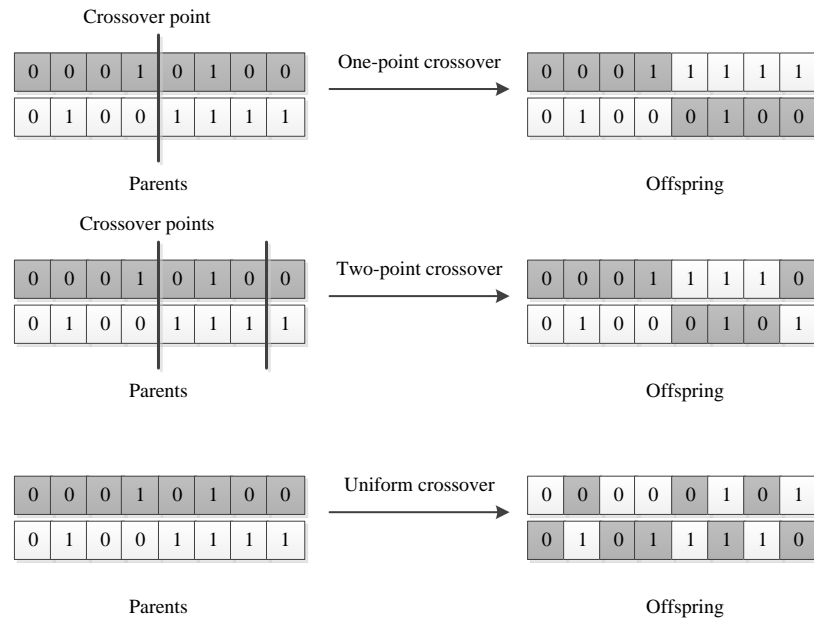 Crossover point
0 0 0 1 0 1 0 0
One-point crossover
0 0 0 1 1 1 1 1
0 1 0 0 1 1 1 1
0 1 0 0 0 1 0 0
Parents
Offspring
Crossover points
0 0 0 1 0 1 0 0
Two-point crossover
0 0 0 1 1 1 1 0
0 1 0 0 1 1 1 1
0 1 0 0 0 1 0 1
Parents
Offspring
0 0 0 1 0 1 0 0
Uniform crossover
0 0 0 0 0 1 0 1
0 1 0 0 1 1 1 1
0 1 0 1 1 1 1 0
Parents
Offspring